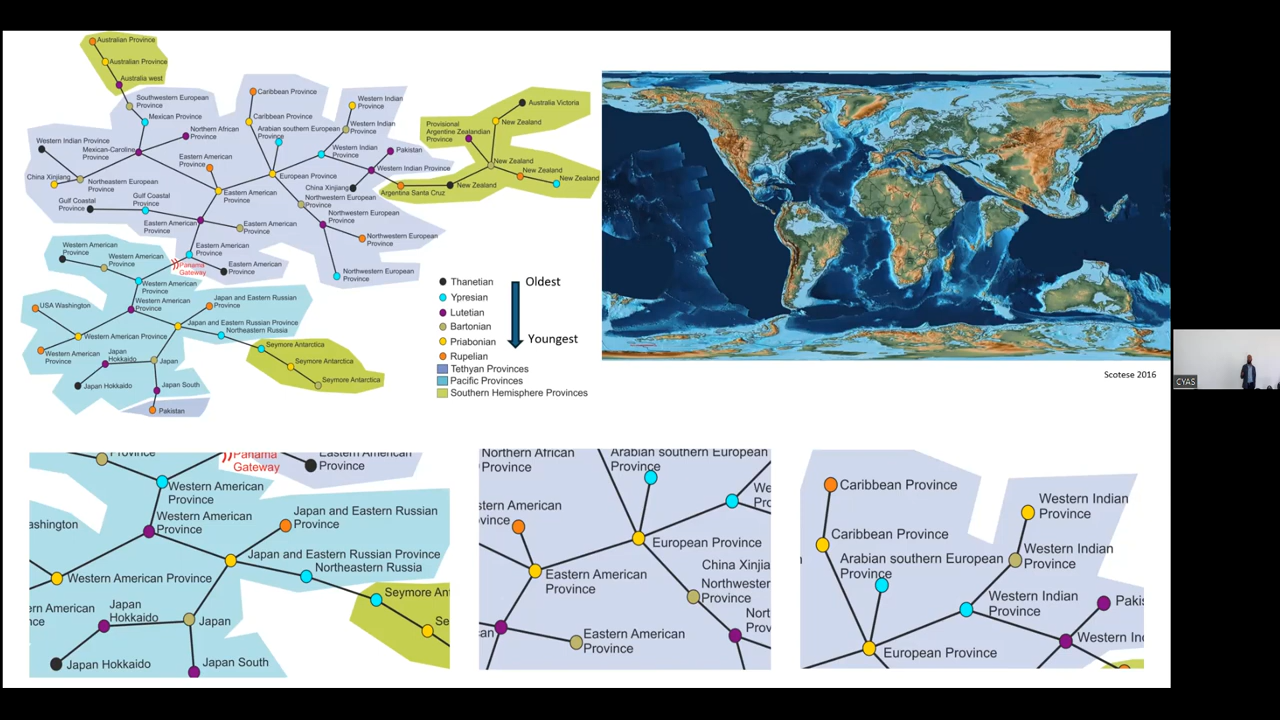 Australian Province
Australian Province
Australia west
Southwestern European
Province
Mexican Province
Northern African
Province
Western Indian Province
Mexican-Caroline
Province
China Xinjiang
Northeastern European
Province
Gulf Coastal
Province
Gulf Coastal
Province
Eastern American
Province
Eastern American
Province
Eastern American
Province
Eastern American
Province
Eastern American
Province
Eastern American
Province
Panama
Gateway
Caribbean Province
Caribbean Province
Arabian southern European
Province
European Province
Western Indian
Province
Western Indian
Province
Western Indian
Province
Pakistan
Western Indian Province
China Xinjiang
Northwestern European
Province
Northwestern European
Province
Northwestern European
Province
Northwestern European
Province
Australia Victoria
New Zealand
Provisional
Argentine Zealandian
Province
New Zealand
New Zealand
New Zealand
New Zealand
Argentina Santa Cruz
Western American
Province
Western American
Province
Western American
Province
Western American
Province
USA Washington
Western American Province
Western American
Province
Japan and Eastern Russian
Province
Japan and Eastern Russian Province
Northeastern Russia
Japan
Hokkaido
Japan
Japan Hokkaido
Japan South
Pakistan
Seymore Antarctica
Seymore Antarctica
Seymore Antarctica
Thanetian
Ypresian
Lutetian
Bartonian
Priabonian
Rupelian
Tethyan Provinces
Pacific Provinces
Southern Hemisphere Provinces
Oldest
Youngest
Scotese 2016
CYAS
Province
Panama
Gateway
Eastern American
Province
Western American
Province
Western American
Province
Japan and Eastern Russian
Province
ashington
Japan and Eastern Russian Province
Northeastern Russia
Western American Province
ern American
Japan
Hokkaido
Japan
Japan Hokkaido
Japan South
Seymore Ant
Se
Northern African
Province
Arabian southern European
Province
We
Pro
stern American
vince
European Province
China Xinjia
Eastern American
Province
Northwester
Province
Nort
Prov
can
Eastern American
Province
Caribbean Province
Western Indian
Province
Caribbean Province
Arabian southern European
Province
Western Indian
Province
Western Indian
Province
Pakis
Western Inc
European Province